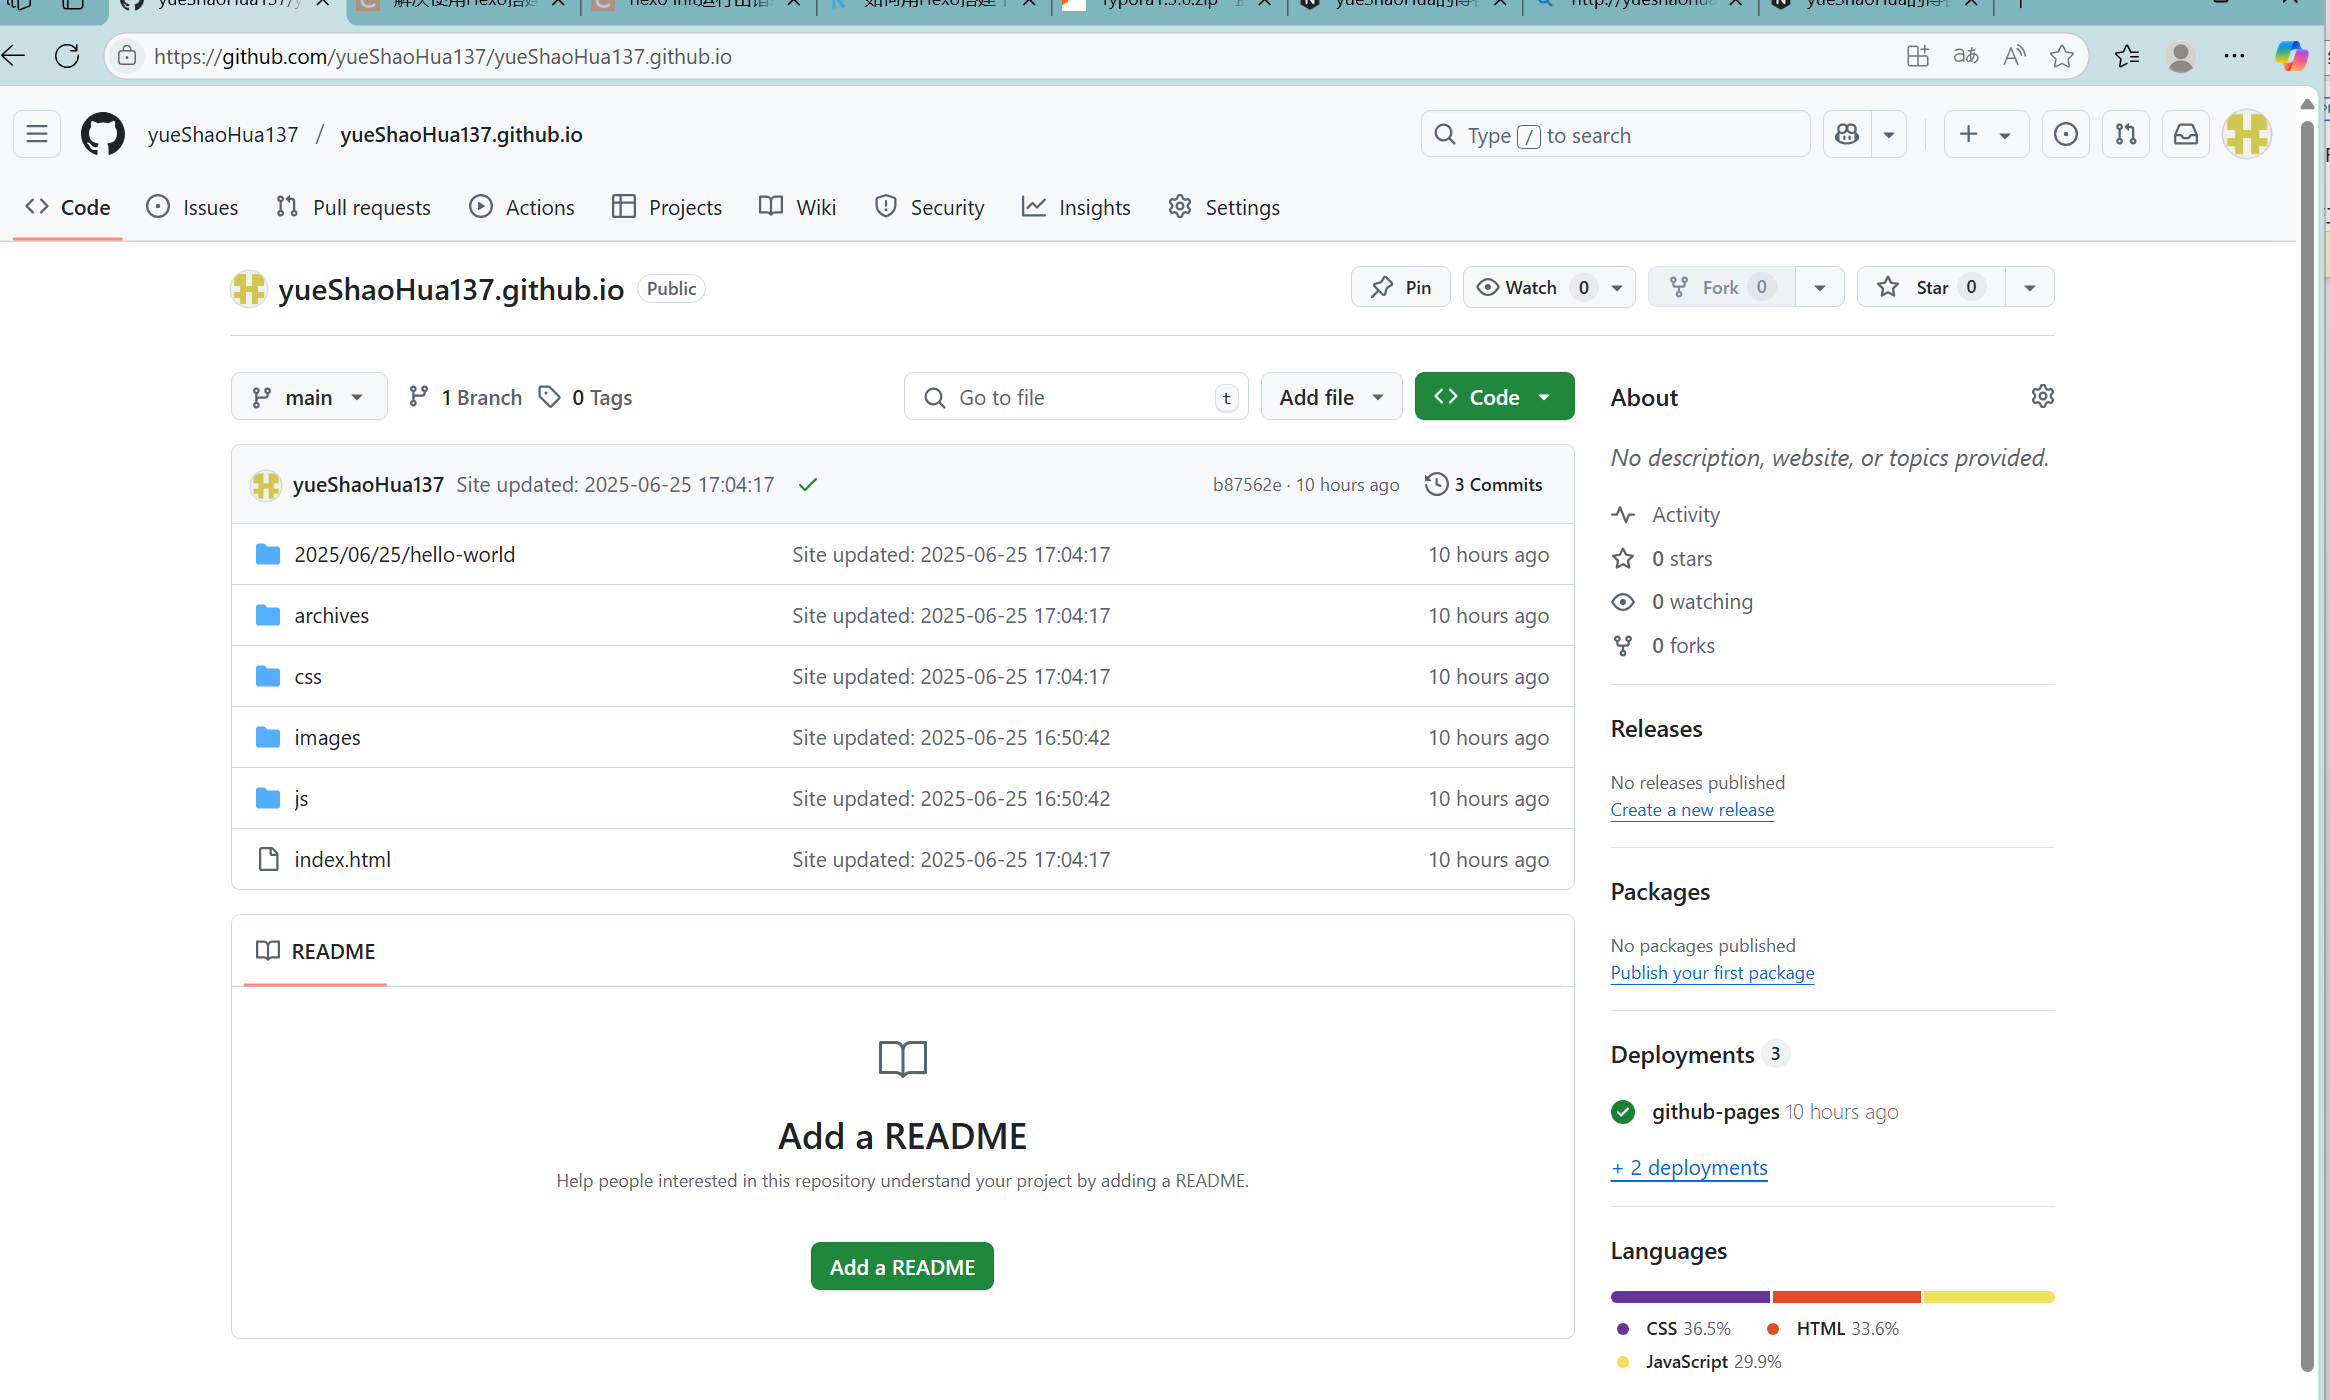 https://github.com/yueShaoHua137/yueShaoHua137.github.io
yueShaoHua137 / yueShaoHua137.github.io
Type / to search
Code Issues Pull requests Actions Projects Wiki Security Insights Settings
yueShaoHua137.github.io Public
Pin Watch 0 Fork 0 Star 0
main 1 Branch 0 Tags
Go to file t Add file Code
yueShaoHua137 Site updated: 2025-06-25 17:04:17 b87562e · 10 hours ago 3 Commits
2025/06/25/hello-world Site updated: 2025-06-25 17:04:17 10 hours ago
archives Site updated: 2025-06-25 17:04:17 10 hours ago
css Site updated: 2025-06-25 17:04:17 10 hours ago
images Site updated: 2025-06-25 16:50:42 10 hours ago
js Site updated: 2025-06-25 16:50:42 10 hours ago
index.html Site updated: 2025-06-25 17:04:17 10 hours ago
README
Add a README
Help people interested in this repository understand your project by adding a README.
Add a README
About
No description, website, or topics provided.
Activity
0 stars
0 watching
0 forks
Releases
No releases published
Create a new release
Packages
No packages published
Publish your first package
Deployments 3
github-pages 10 hours ago
+ 2 deployments
Languages
CSS 36.5% HTML 33.6%
JavaScript 29.9%